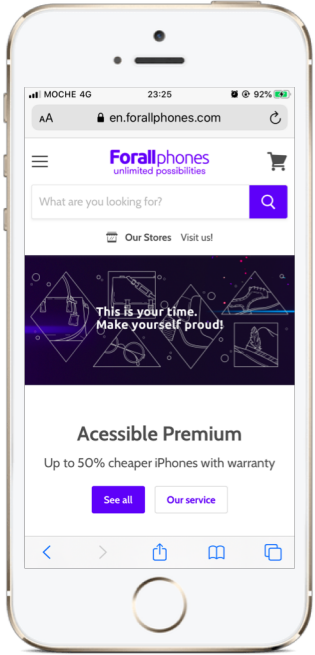 MOCHE 4G 23:25 92%
AA en.forallphones.com
Forallphones
unlimited possibilities
What are you looking for?
Our Stores Visit us!
This is your time.
Make yourself proud!
Acessible Premium
Up to 50% cheaper iPhones with warranty
See all Our service